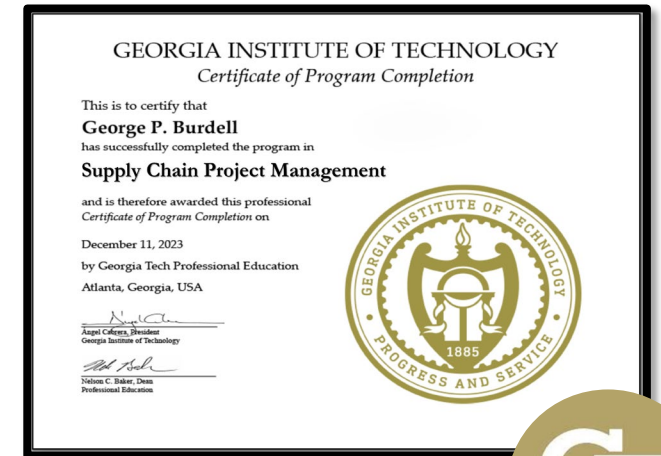 GEORGIA INSTITUTE OF TECHNOLOGY
Certificate of Program Completion
This is to certify that
George P. Burdell
has successfully completed the program in
Supply Chain Project Management
and is therefore awarded this professional
Certificate of Program Completion on
December 11, 2023
by Georgia Tech Professional Education
Atlanta, Georgia, USA
Ángel Cabrera, President
Georgia Institute of Technology
Nelson C. Baker, Dean
Professional Education
GEORGIA INSTITUTE OF TECHNOLOGY
1885
PROGRESS AND SERVICE